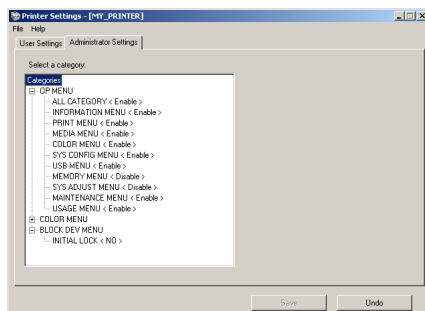 Printer Settings - [MY_PRINTER]
File Help
User Settings Administrator Settings
Select a category:
Categories
OP MENU
ALL CATEGORY < Enable >
INFORMATION MENU < Enable >
PRINT MENU < Enable >
MEDIA MENU < Enable >
COLOR MENU < Enable >
SYS CONFIG MENU < Enable >
USB MENU < Enable >
MEMORY MENU < Disable >
SYS ADJUST MENU < Disable >
MAINTENANCE MENU < Enable >
USAGE MENU < Enable >
COLOR MENU
BLOCK DEV MENU
INITIAL LOCK < NO >
Save Undo